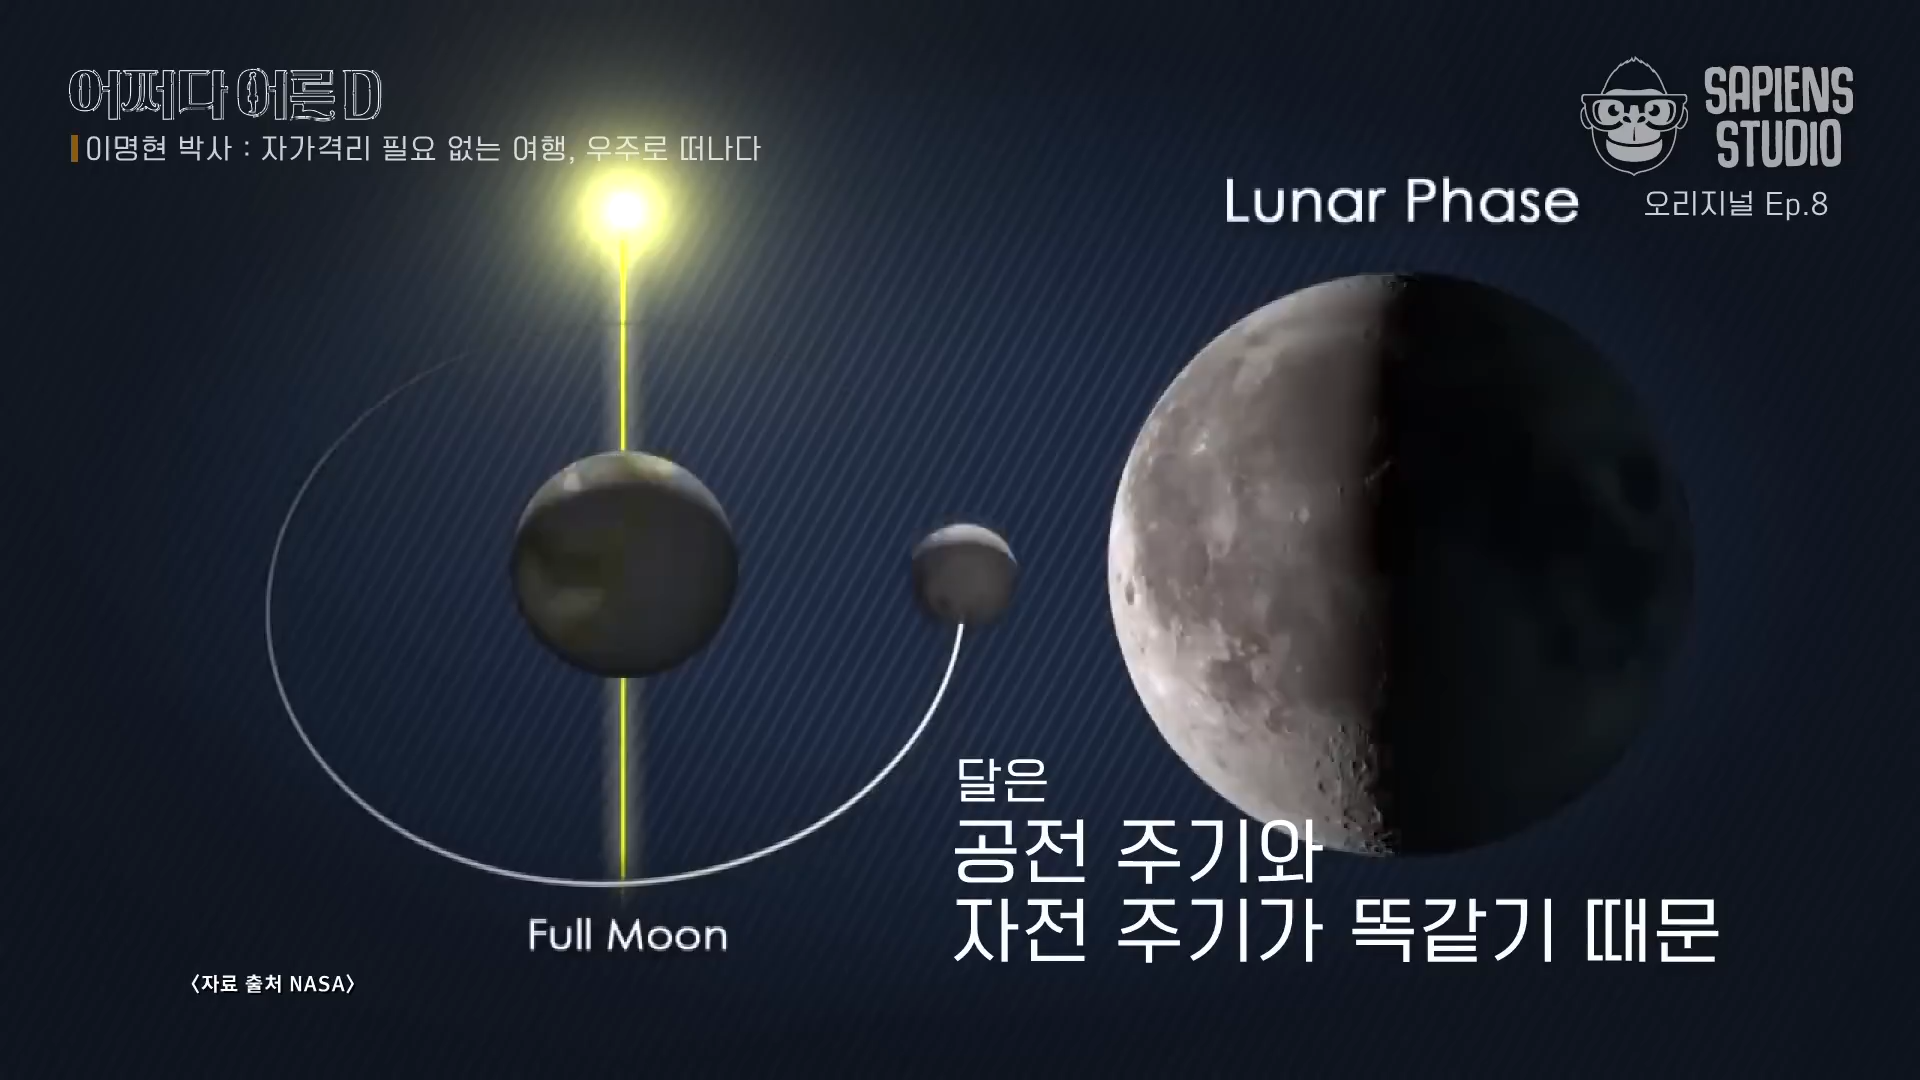 어쩌다 어른 D
이명현 박사 : 자가격리 필요 없는 여행, 우주로 떠나다
SAPIENS
STUDIO
오리지널 Ep.8
Lunar Phase
달은
공전 주기와
자전 주기가 똑같기 때문
Full Moon
〈자료 출처 NASA〉